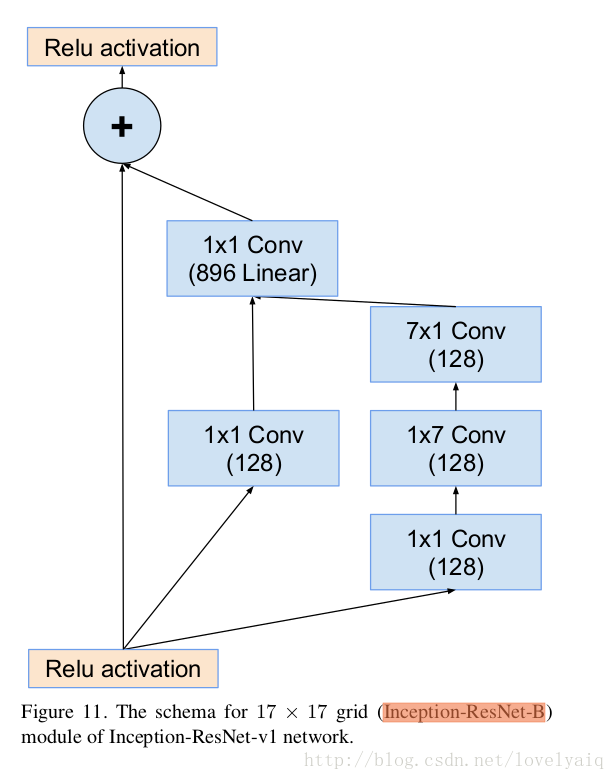 Relu activation
+
1x1 Conv
(896 Linear)
7x1 Conv
(128)
1x1 Conv
(128)
1x7 Conv
(128)
1x1 Conv
(128)
Relu activation
Figure 11. The schema for 17 × 17 grid (Inception-ResNet-B)
module of Inception-ResNet-v1 network.
http://blog.csdn.net/lovelyaiq